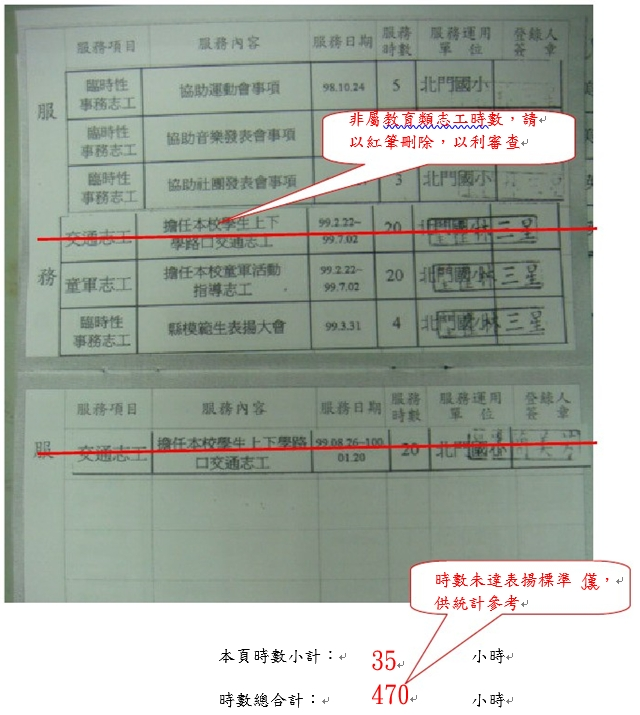 服務項目 服務內容 服務日期 服務時數 服務運用單位 登錄人簽章
服務
臨時性事務志工 協助運動會事項 98.10.24 5 北門國小
臨時性事務志工 協助音樂發表會事項
臨時性事務志工 協助社團發表會事項 3 北門國小
交通志工 擔任本校學生上下學路口交通志工 99.2.22~99.7.02 20 三星
童軍志工 擔任本校童軍活動指導志工 99.2.22~99.7.02 20 北門國小 林三星
臨時性事務志工 縣模範生表揚大會 99.3.31 4 北門國小 林三星
非屬教育類志工時數，請
以紅筆刪除，以利審查
服務項目 服務內容 服務日期 服務時數 服務運用單位 登錄人簽章
服
交通志工 擔任本校學生上下學路口交通志工 99.08.26~100.01.20 20 北門國小
時數未達表揚標準 僅，
供統計參考
本頁時數小計： 35 小時
時數總合計： 470 小時